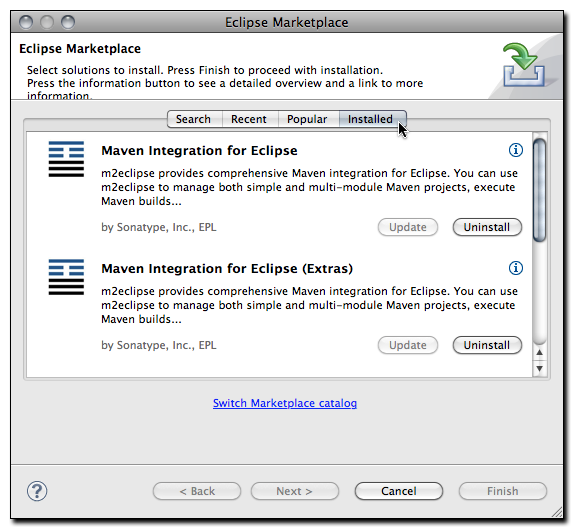 Eclipse Marketplace
Eclipse Marketplace
Select solutions to install. Press Finish to proceed with installation.
Press the information button to see a detailed overview and a link to more
information.
Search Recent Popular Installed
Maven Integration for Eclipse
m2eclipse provides comprehensive Maven integration for Eclipse. You can use
m2eclipse to manage both simple and multi-module Maven projects, execute
Maven builds...
by Sonatype, Inc., EPL Update Uninstall
Maven Integration for Eclipse (Extras)
m2eclipse provides comprehensive Maven integration for Eclipse. You can use
m2eclipse to manage both simple and multi-module Maven projects, execute
Maven builds...
by Sonatype, Inc., EPL Update Uninstall
Switch Marketplace catalog
? < Back Next > Cancel Finish